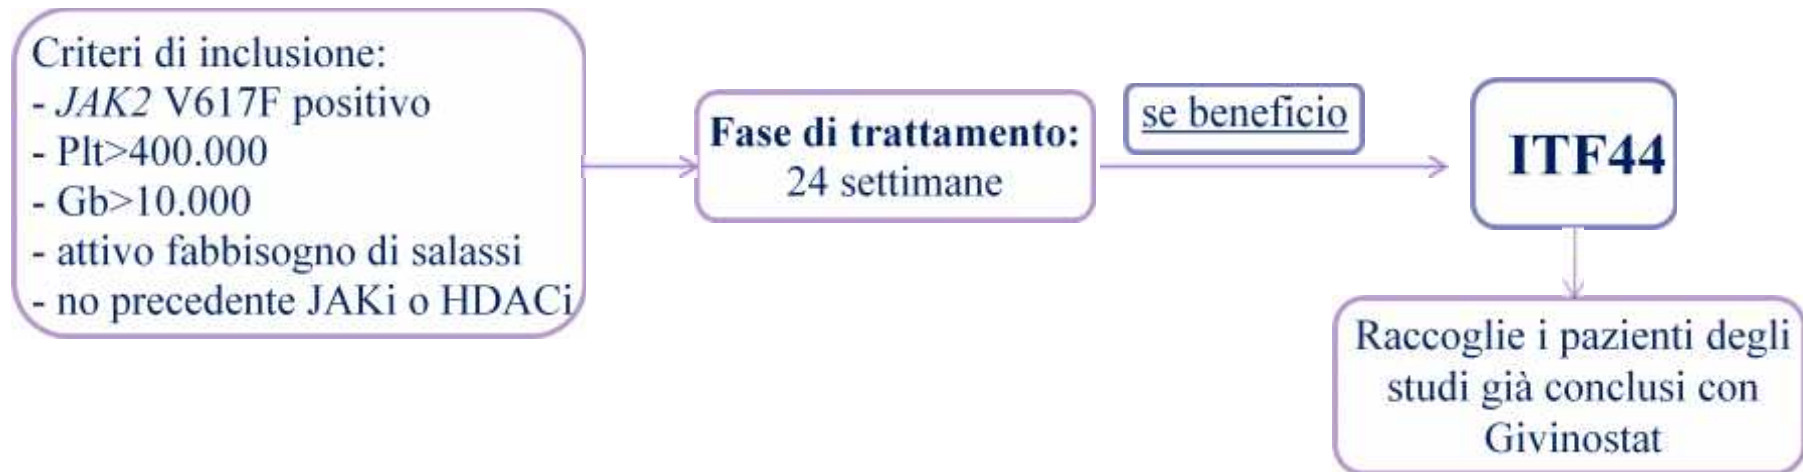 Criteri di inclusione:
- JAK2 V617F positivo
- Plt>400.000
- Gb>10.000
- attivo fabbisogno di salassi
- no precedente JAKi o HDACi
Fase di trattamento:
24 settimane
se beneficio
ITF44
Raccoglie i pazienti degli
studi già conclusi con
Givinostat